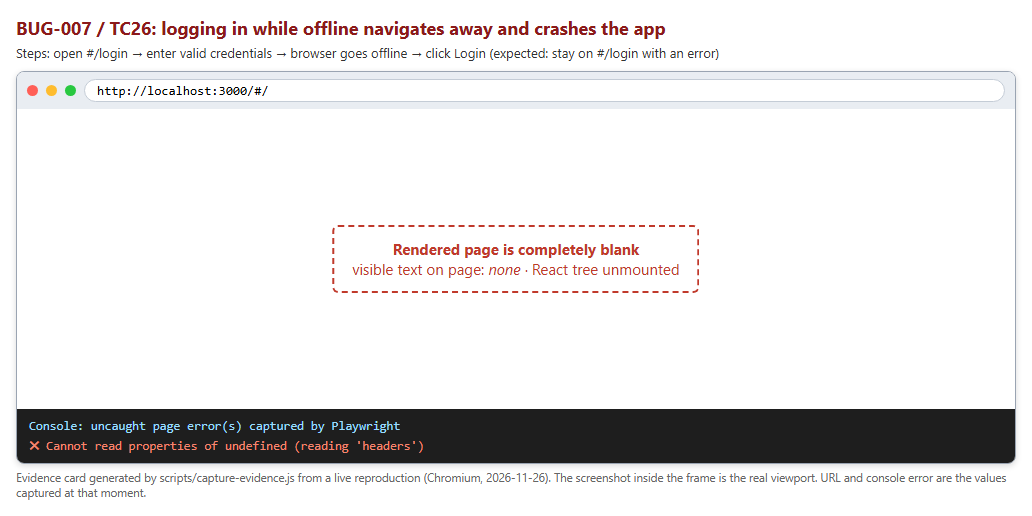 BUG-007 / TC26: logging in while offline navigates away and crashes the app
Steps: open #/login → enter valid credentials → browser goes offline → click Login (expected: stay on #/login with an error)
http://localhost:3000/#/
Rendered page is completely blank
visible text on page: none · React tree unmounted
Console: uncaught page error(s) captured by Playwright
❌ Cannot read properties of undefined (reading 'headers')
Evidence card generated by scripts/capture-evidence.js from a live reproduction (Chromium, 2026-11-26). The screenshot inside the frame is the real viewport. URL and console error are the values
captured at that moment.